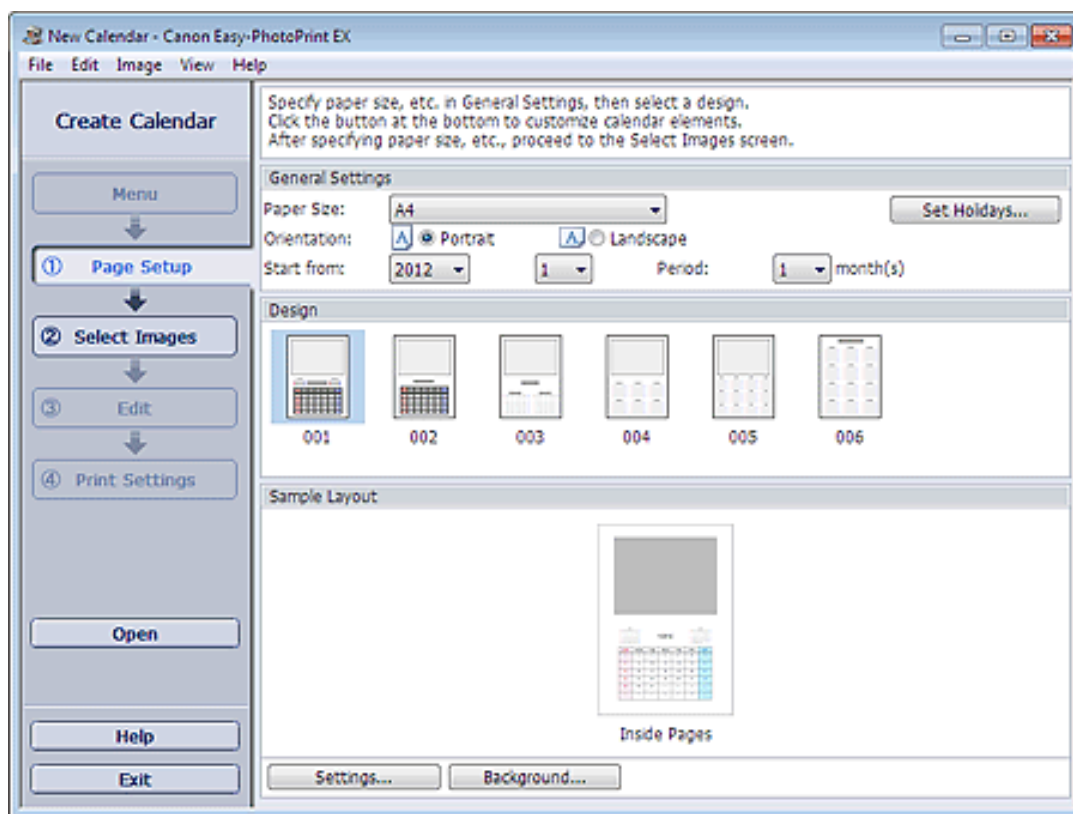 New Calendar - Canon Easy-PhotoPrint EX
File Edit Image View Help
Create Calendar
Menu
① Page Setup
② Select Images
③ Edit
④ Print Settings
Open
Help
Exit
Specify paper size, etc. in General Settings, then select a design.
Click the button at the bottom to customize calendar elements.
After specifying paper size, etc., proceed to the Select Images screen.
General Settings
Paper Size: A4 Set Holidays...
Orientation: A Portrait A Landscape
Start from: 2012 1 Period: 1 month(s)
Design
001 002 003 004 005 006
Sample Layout
Inside Pages
Settings... Background...